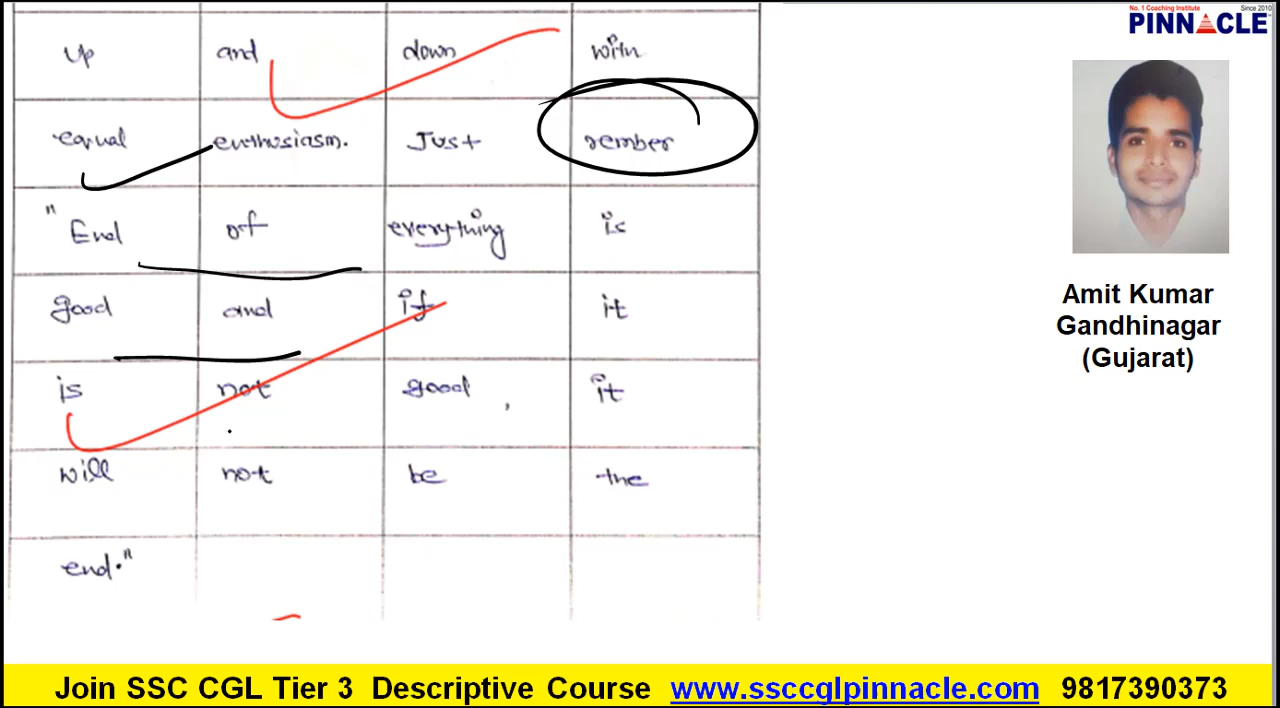 No. 1 Coaching Institute Since 2010
PINNACLE
up and down with
equal enthusiasm. Just rember
"End of everything is
good and if it
is not good, it
will not be the
end."
Amit Kumar
Gandhinagar
(Gujarat)
Join SSC CGL Tier 3 Descriptive Course www.ssccglpinnacle.com 9817390373